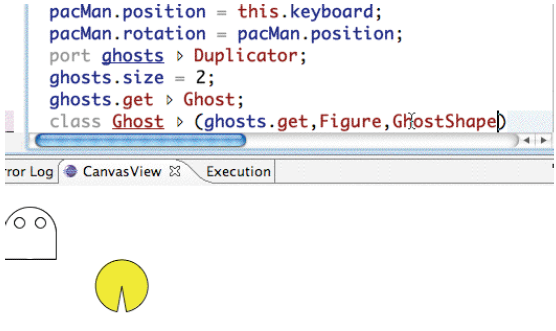 pacMan.position = this.keyboard;
pacMan.rotation = pacMan.position;
port ghosts ▹ Duplicator;
ghosts.size = 2;
ghosts.get ▹ Ghost;
class Ghost ▹ (ghosts.get,Figure,GhostShape)
rror Log CanvasView Execution